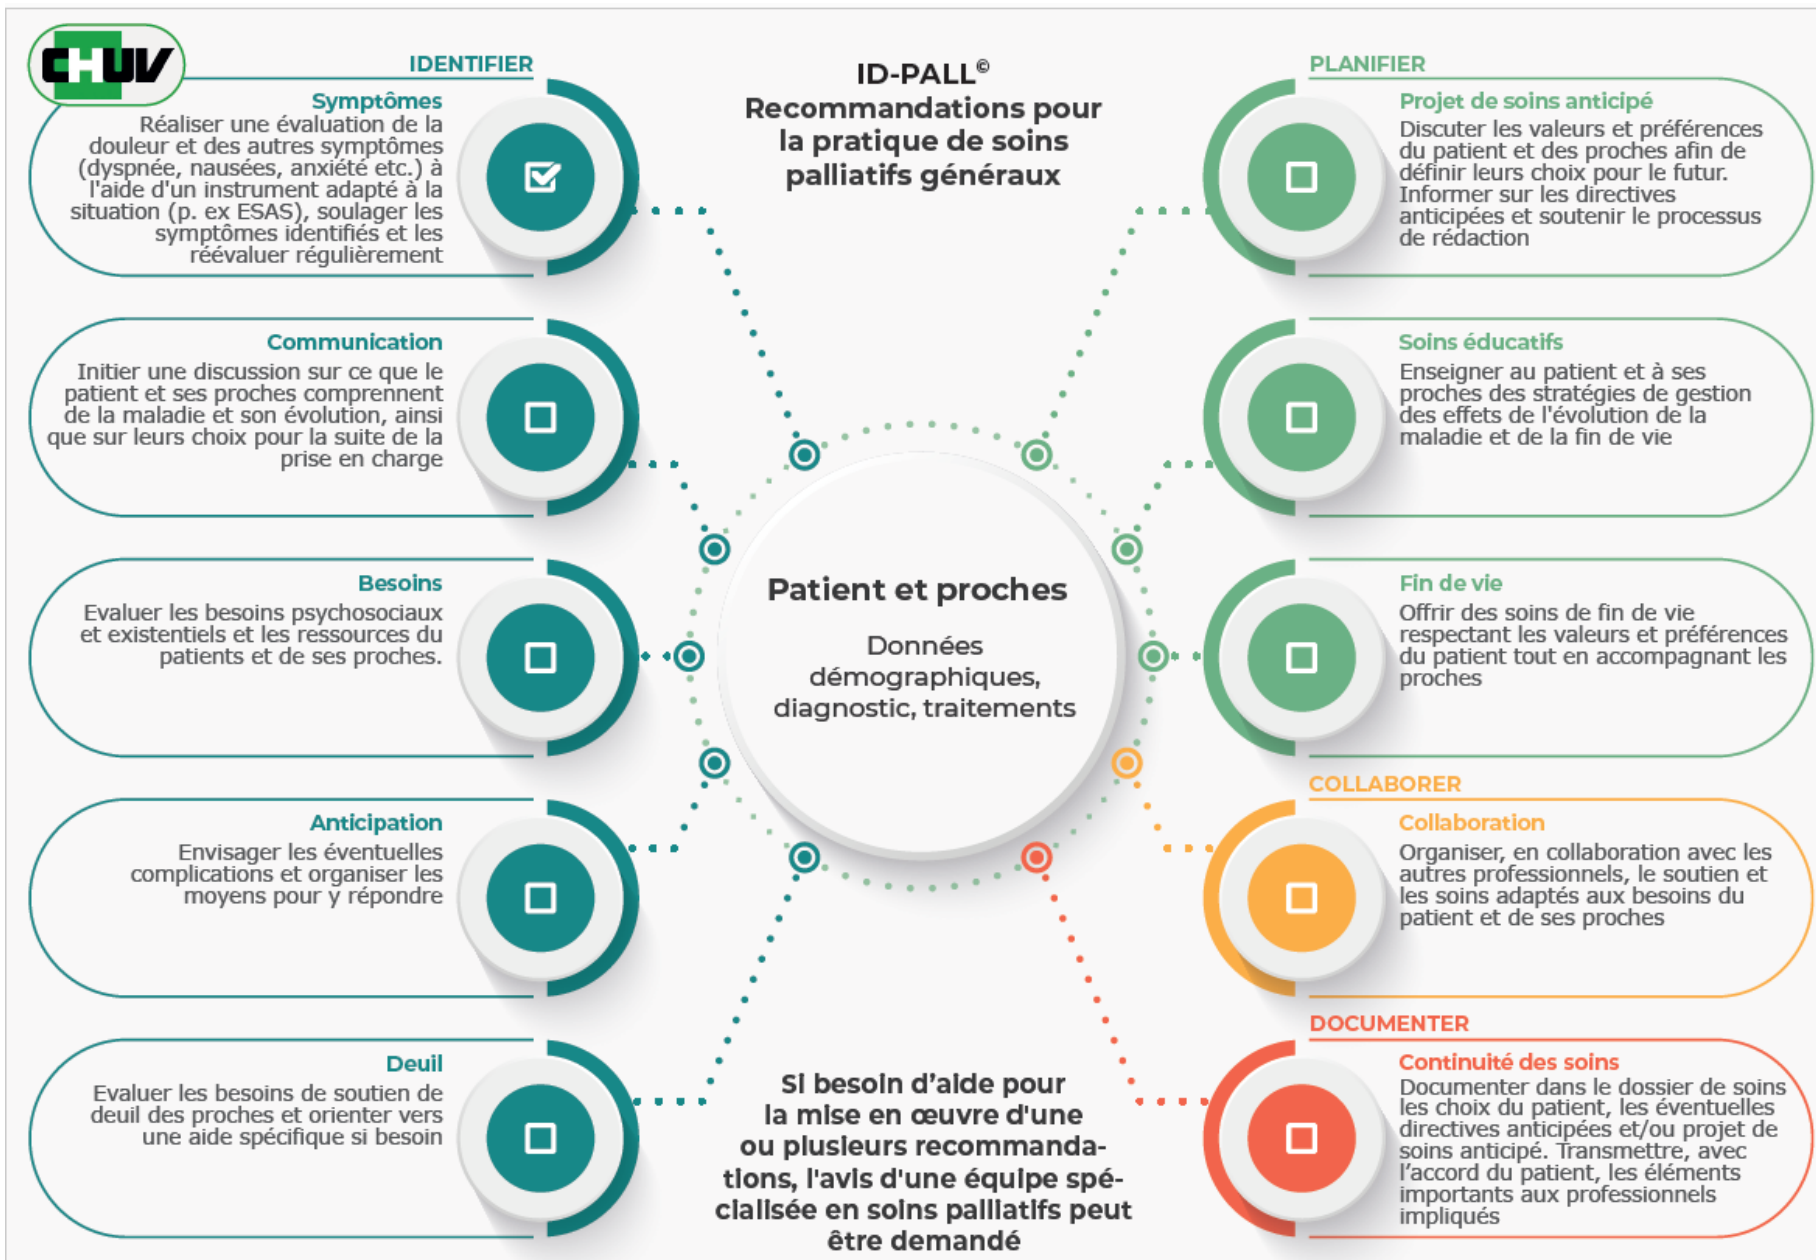 CHUV
IDENTIFIER
Symptômes
Réaliser une évaluation de la
douleur et des autres symptômes
(dyspnée, nausées, anxiété etc.) à
l'aide d'un instrument adapté à la
situation (p. ex ESAS), soulager les
symptômes identifiés et les
réévaluer régulièrement
Communication
Initier une discussion sur ce que le
patient et ses proches comprennent
de la maladie et son évolution, ainsi
que sur leurs choix pour la suite de la
prise en charge
Besoins
Evaluer les besoins psychosociaux
et existentiels et les ressources du
patients et de ses proches.
Anticipation
Envisager les éventuelles
complications et organiser les
moyens pour y répondre
Deuil
Evaluer les besoins de soutien de
deuil des proches et orienter vers
une aide spécifique si besoin
ID-PALL©
Recommandations pour
la pratique de soins
palliatifs généraux
Patient et proches
Données
démographiques,
diagnostic, traitements
Si besoin d'aide pour
la mise en œuvre d'une
ou plusieurs recommanda-
tions, l'avis d'une équipe spé-
cialisée en soins palliatifs peut
être demandé
PLANIFIER
Projet de soins anticipé
Discuter les valeurs et préférences
du patient et des proches afin de
définir leurs choix pour le futur.
Informer sur les directives
anticipées et soutenir le processus
de rédaction
Soins éducatifs
Enseigner au patient et à ses
proches des stratégies de gestion
des effets de l'évolution de la
maladie et de la fin de vie
Fin de vie
Offrir des soins de fin de vie
respectant les valeurs et préférences
du patient tout en accompagnant les
proches
COLLABORER
Collaboration
Organiser, en collaboration avec les
autres professionnels, le soutien et
les soins adaptés aux besoins du
patient et de ses proches
DOCUMENTER
Continuité des soins
Documenter dans le dossier de soins
les choix du patient, les éventuelles
directives anticipées et/ou projet de
soins anticipé. Transmettre, avec
l'accord du patient, les éléments
importants aux professionnels
impliqués